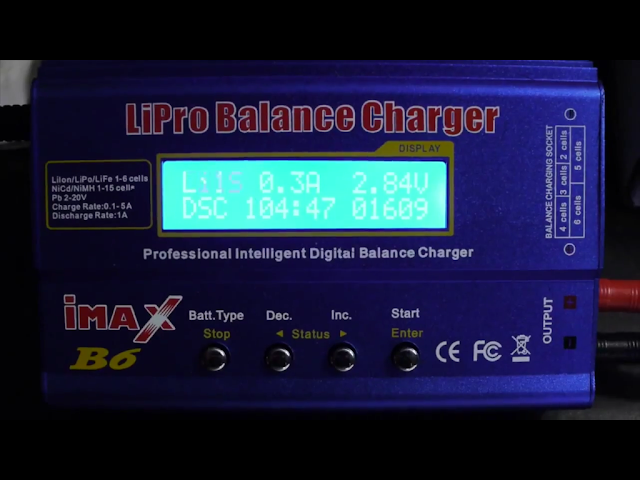 LiPro Balance Charger
DISPLAY
LiIon/LiPo/LiFe 1-6 cells
NiCd/NiMH 1-15 cells
Pb 2-20V
Charge Rate:0.1-5A
Discharge Rate:1A
Li1S 0.3A 2.84V
DSC 104:47 01609
BALANCE CHARGING SOCKET
4 cells 3 cells 2 cells
6 cells 5 cells
Professional Intelligent Digital Balance Charger
iMAX
B6
Batt.Type Dec. Inc. Start
Stop ◄ Status ► Enter
CE FC
OUTPUT
+
-